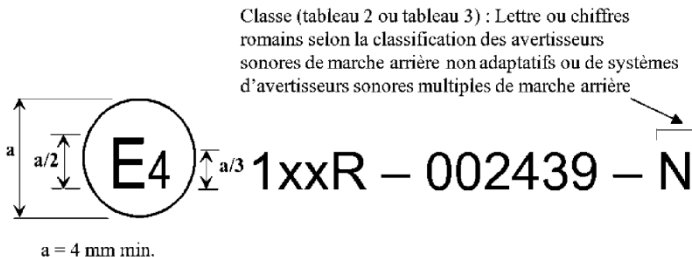 Classe (tableau 2 ou tableau 3) : Lettre ou chiffres
romains selon la classification des avertisseurs
sonores de marche arrière non adaptatifs ou de systèmes
d'avertisseurs sonores multiples de marche arrière
a
a/2
E4
a/3
1xxR – 002439 – N
a = 4 mm min.